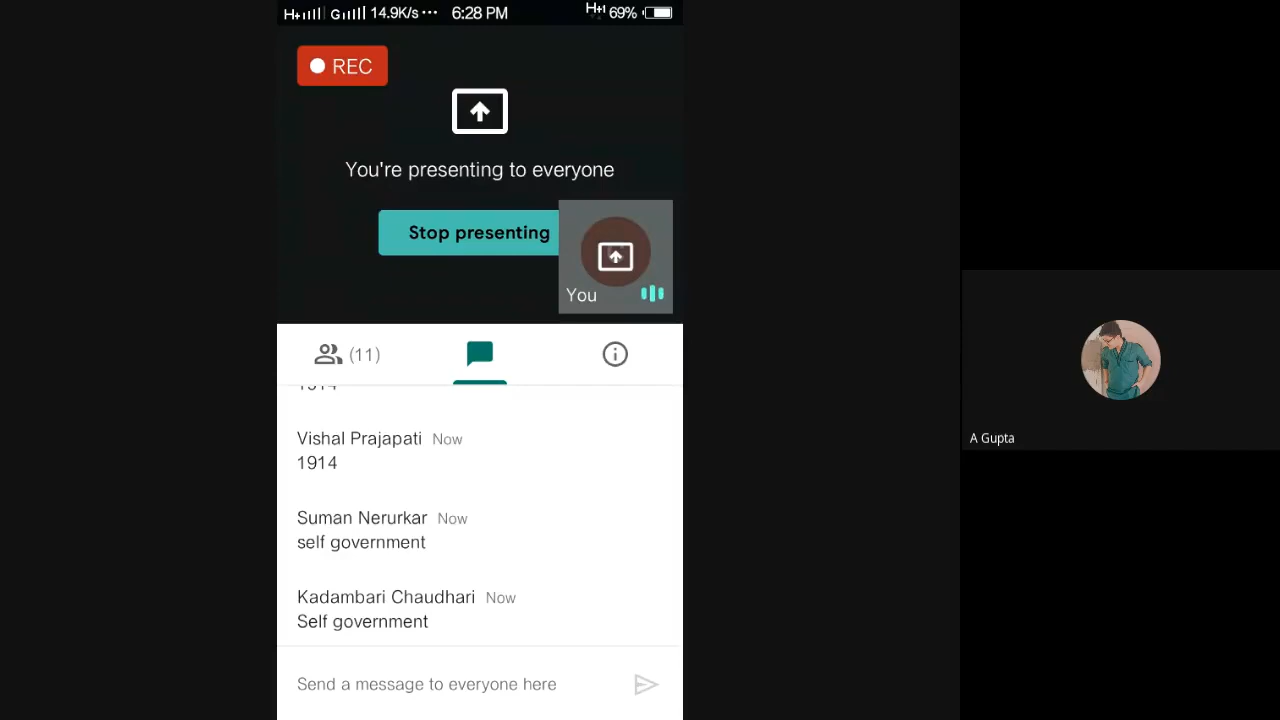 H+ G 14.9K/s ... 6:28 PM H+ 69%
REC
You're presenting to everyone
Stop presenting
You
(11)
1914
Vishal Prajapati Now
1914
Suman Nerurkar Now
self government
Kadambari Chaudhari Now
Self government
Send a message to everyone here
A Gupta